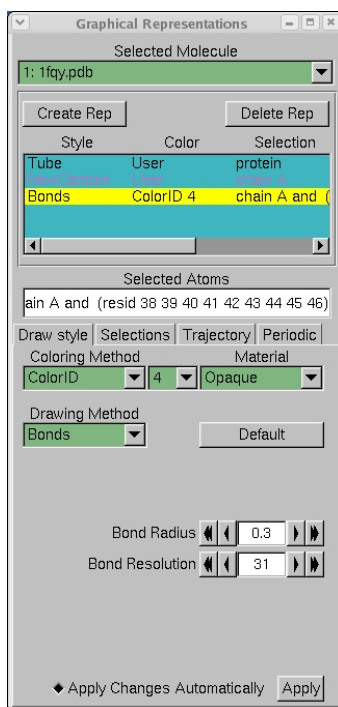 Graphical Representations
Selected Molecule
1: 1fqy.pdb
Create Rep Delete Rep
Style Color Selection
Tube User protein
NewCartoon User chain A
Bonds ColorID 4 chain A and (
Selected Atoms
ain A and (resid 38 39 40 41 42 43 44 45 46)
Draw style Selections Trajectory Periodic
Coloring Method Material
ColorID 4 Opaque
Drawing Method
Bonds Default
Bond Radius 0.3
Bond Resolution 31
Apply Changes Automatically Apply